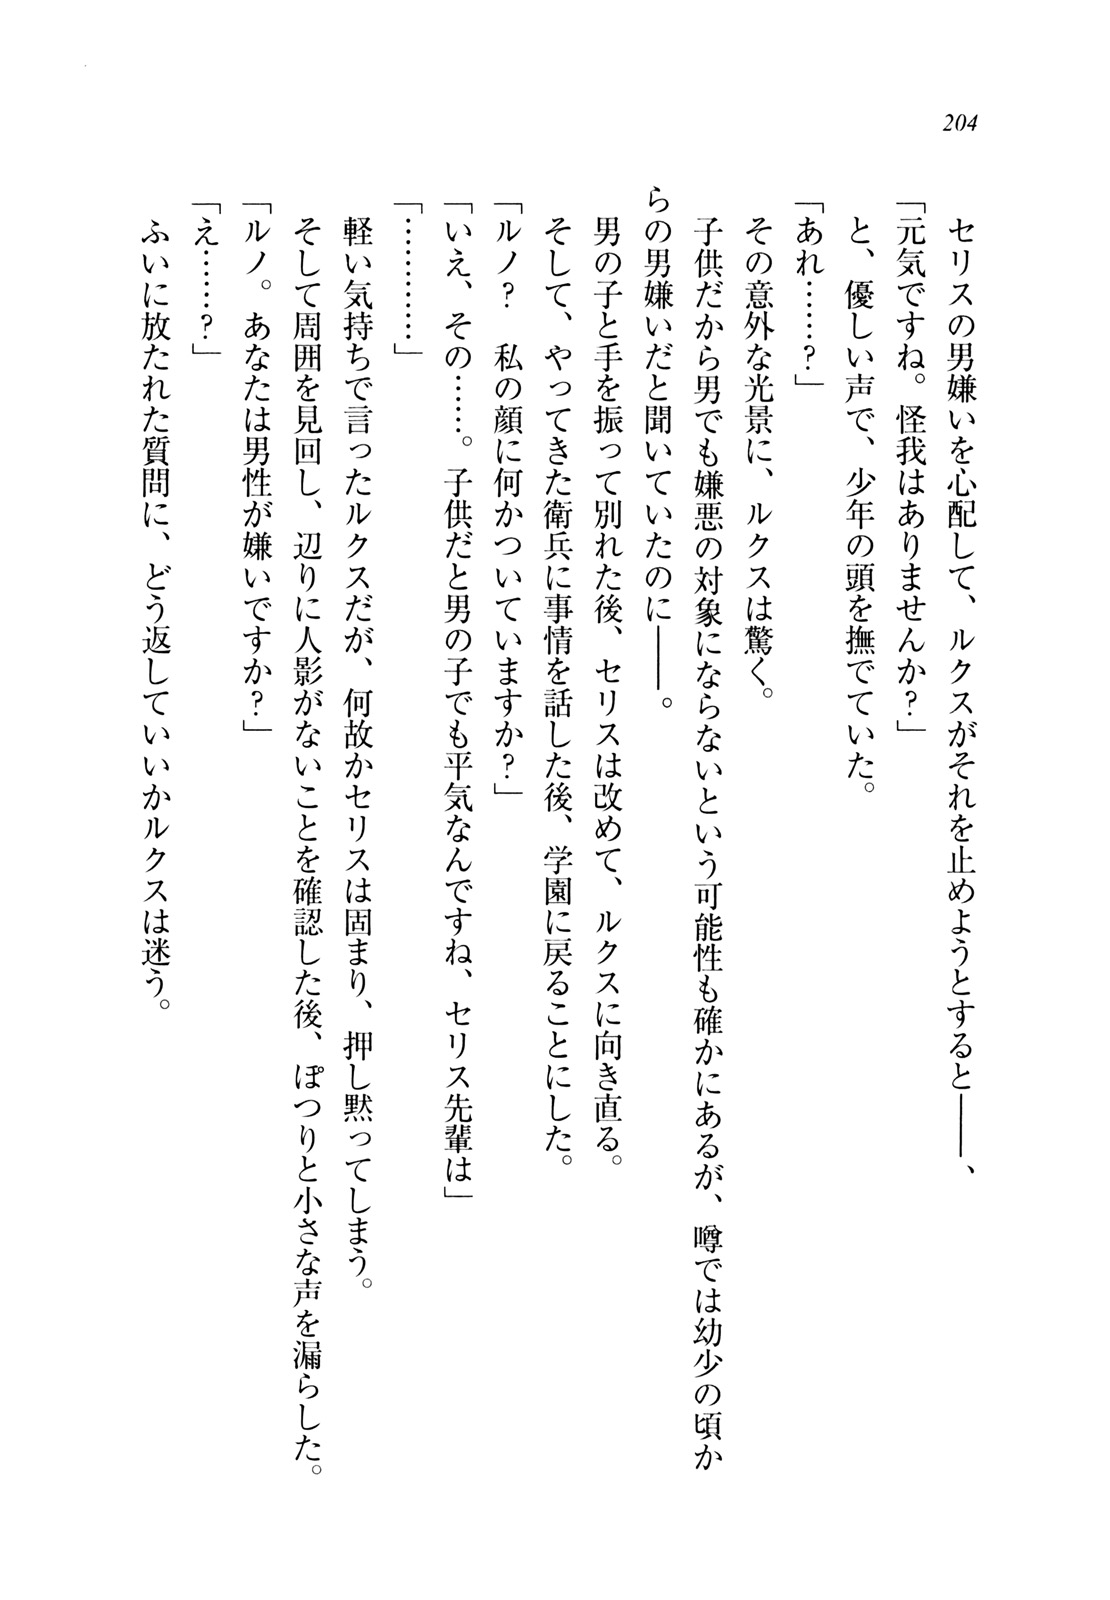 204
セリスの男嫌いを心配して、ルクスがそれを止めようとすると――、
「元気ですね。怪我はありませんか？」
と、優しい声で、少年の頭を撫でていた。
「あれ……？」
その意外な光景に、ルクスは驚く。
子供だから男でも嫌悪の対象にならないという可能性も確かにあるが、噂では幼少の頃か
らの男嫌いだと聞いていたのに――。
男の子と手を振って別れた後、セリスは改めて、ルクスに向き直る。
そして、やってきた衛兵に事情を話した後、学園に戻ることにした。
「ルノ？　私の顔に何かついていますか？」
「いえ、その……。子供だと男の子でも平気なんですね、セリス先輩は」
「…………」
軽い気持ちで言ったルクスだが、何故かセリスは固まり、押し黙ってしまう。
そして周囲を見回し、辺りに人影がないことを確認した後、ぽつりと小さな声を漏らした。
「ルノ。あなたは男性が嫌いですか？」
「え……？」
ふいに放たれた質問に、どう返していいかルクスは迷う。